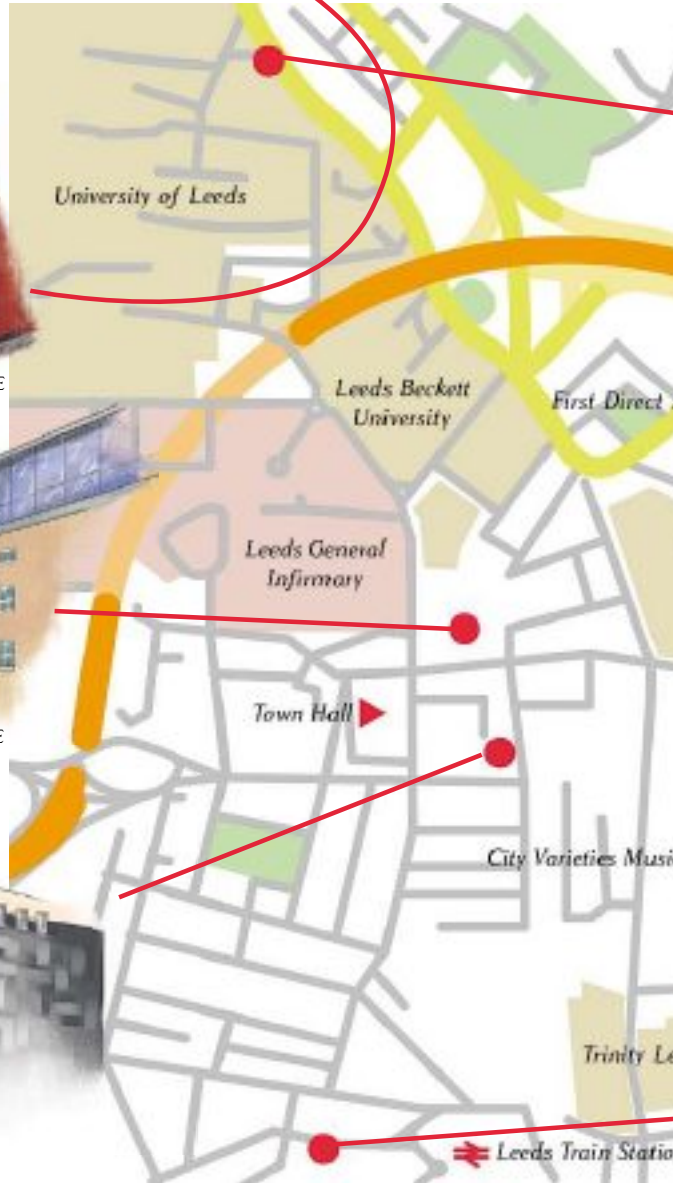 University of Leeds
E
Leeds Beckett
University
First Direct
Leeds General
Infirmary
Town Hall
E
City Varieties Musi
Trinity Le
Leeds Train Statio